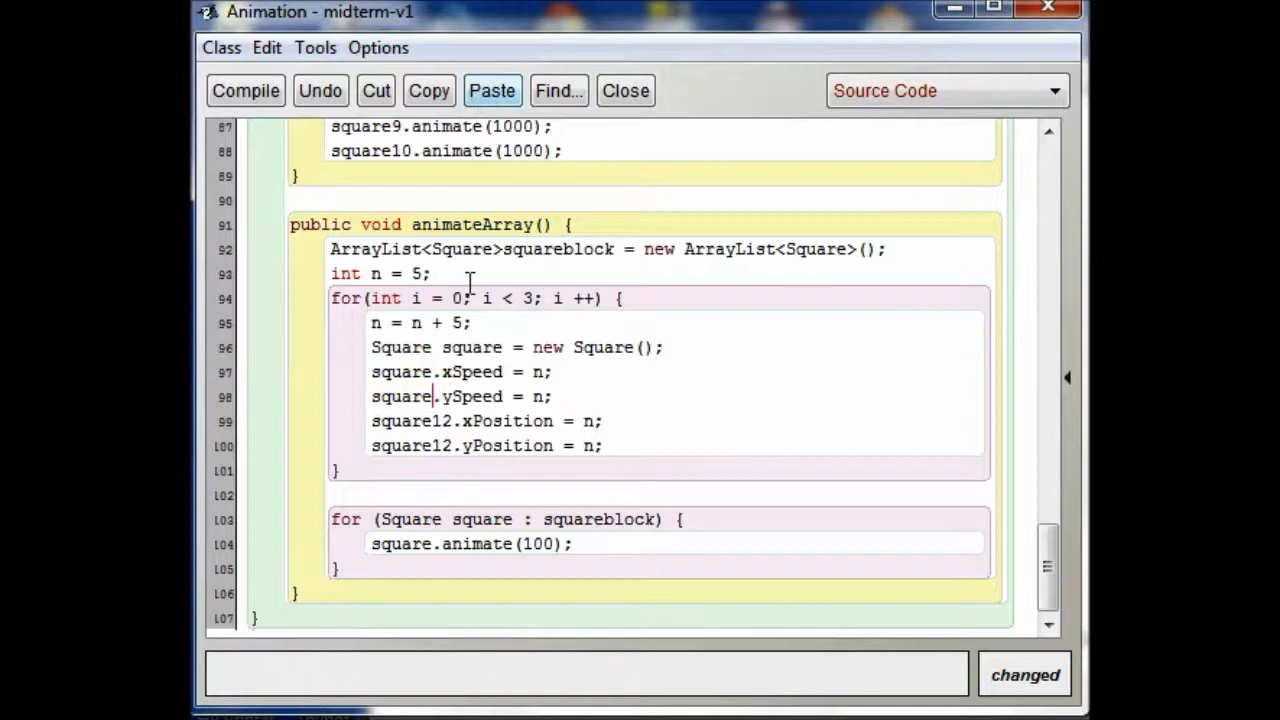 Animation - midterm-v1
Class Edit Tools Options
Compile Undo Cut Copy Paste Find... Close Source Code
87 square9.animate(1000);
88 square10.animate(1000);
89 }
90
91 public void animateArray() {
92 ArrayList<Square>squareblock = new ArrayList<Square>();
93 int n = 5;
94 for(int i = 0; i < 3; i ++) {
95 n = n + 5;
96 Square square = new Square();
97 square.xSpeed = n;
98 square.ySpeed = n;
99 square12.xPosition = n;
100 square12.yPosition = n;
101 }
102
103 for (Square square : squareblock) {
104 square.animate(100);
105 }
106 }
107 }
changed